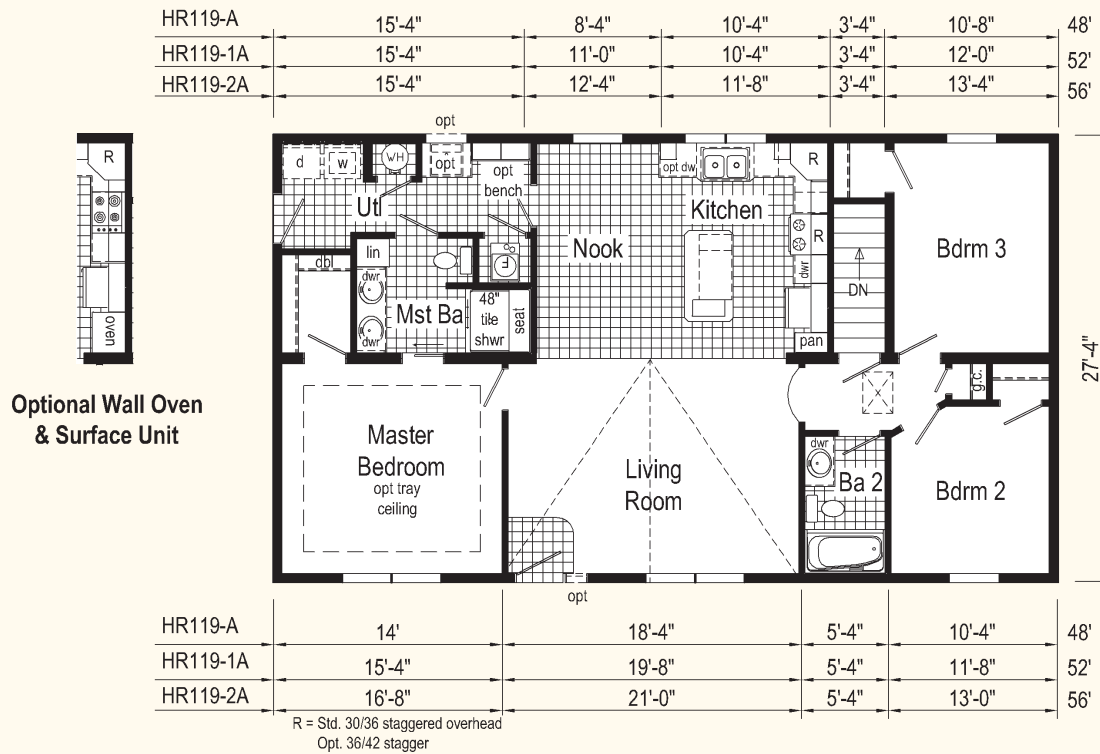 HR119-A 15'-4" 8'-4" 10'-4" 3'-4" 10'-8" 48'
HR119-1A 15'-4" 11'-0" 10'-4" 3'-4" 12'-0" 52'
HR119-2A 15'-4" 12'-4" 11'-8" 3'-4" 13'-4" 56'
opt
R
oven
Optional Wall Oven
& Surface Unit
d
w
WH
opt
opt
bench
Utl
lin
dbl
dwr
dwr
Mst Ba
48"
tile
shwr
seat
Nook
Kitchen
opt dw
R
R
dwr
pan
DN
Bdrm 3
27'-4"
g.c.
Master
Bedroom
opt tray
ceiling
Living
Room
dwr
Ba 2
Bdrm 2
opt
HR119-A 14' 18'-4" 5'-4" 10'-4" 48'
HR119-1A 15'-4" 19'-8" 5'-4" 11'-8" 52'
HR119-2A 16'-8" 21'-0" 5'-4" 13'-0" 56'
R = Std. 30/36 staggered overhead
Opt. 36/42 stagger